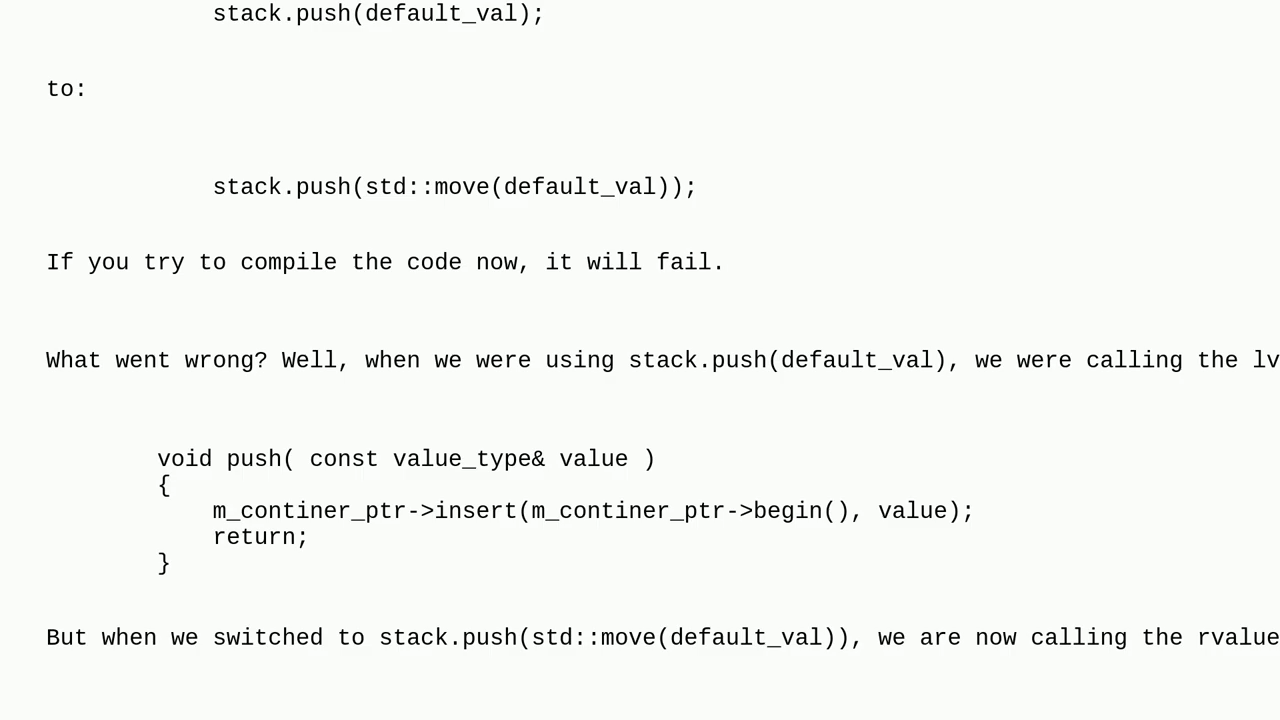 stack.push(default_val);
to:
stack.push(std::move(default_val));
If you try to compile the code now, it will fail.
What went wrong? Well, when we were using stack.push(default_val), we were calling the lv
void push( const value_type& value )
{
m_continer_ptr->insert(m_continer_ptr->begin(), value);
return;
}
But when we switched to stack.push(std::move(default_val)), we are now calling the rvalue